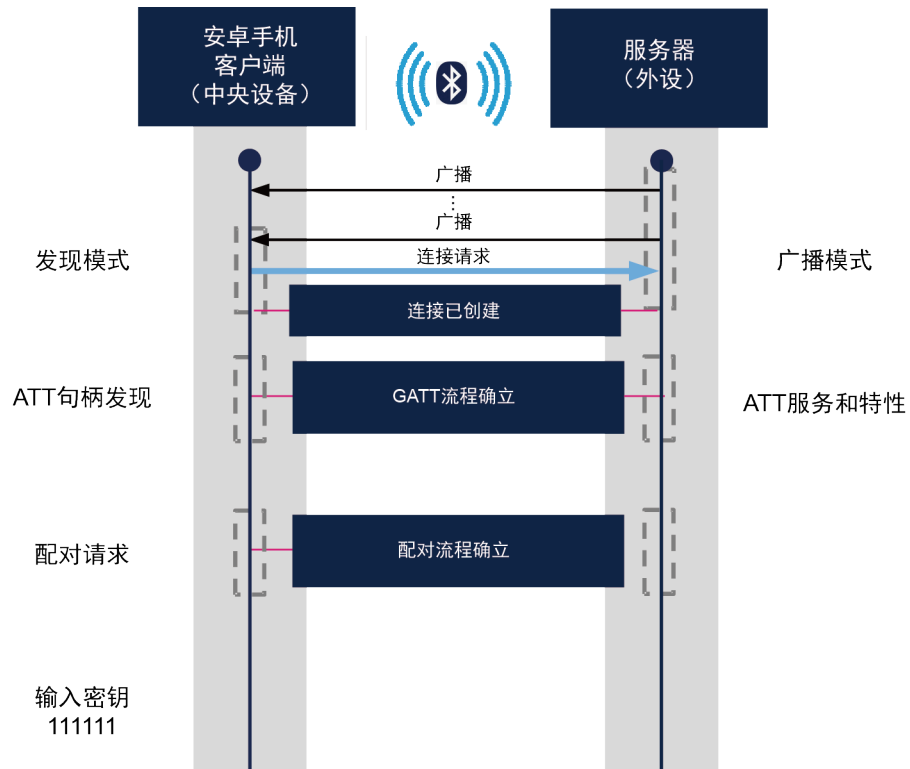 安卓手机
客户端
（中央设备）
服务器
（外设）
广播
广播
连接请求
发现模式
广播模式
连接已创建
ATT句柄发现
GATT流程确立
ATT服务和特性
配对请求
配对流程确立
输入密钥
111111